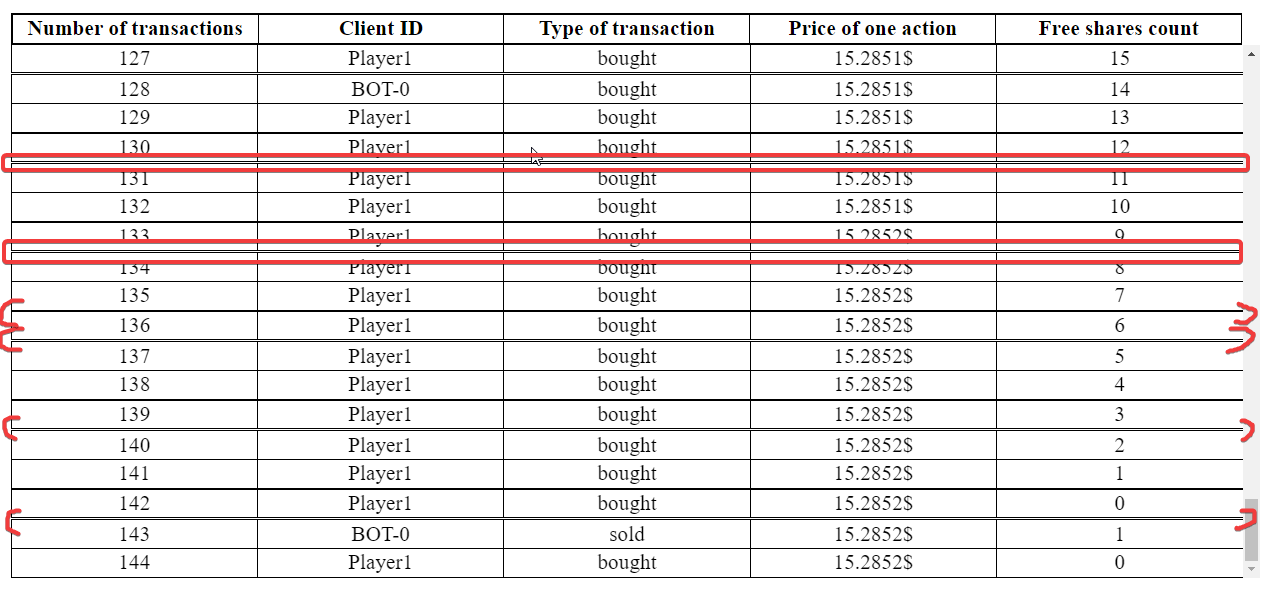 Number of transactions Client ID Type of transaction Price of one action Free shares count
127 Player1 bought 15.2851$ 15
128 BOT-0 bought 15.2851$ 14
129 Player1 bought 15.2851$ 13
130 Player1 bought 15.2851$ 12
131 Player1 bought 15.2851$ 11
132 Player1 bought 15.2851$ 10
133 Player1 bought 15.2852$ 9
134 Player1 bought 15.2852$ 8
135 Player1 bought 15.2852$ 7
136 Player1 bought 15.2852$ 6
137 Player1 bought 15.2852$ 5
138 Player1 bought 15.2852$ 4
139 Player1 bought 15.2852$ 3
140 Player1 bought 15.2852$ 2
141 Player1 bought 15.2852$ 1
142 Player1 bought 15.2852$ 0
143 BOT-0 sold 15.2852$ 1
144 Player1 bought 15.2852$ 0